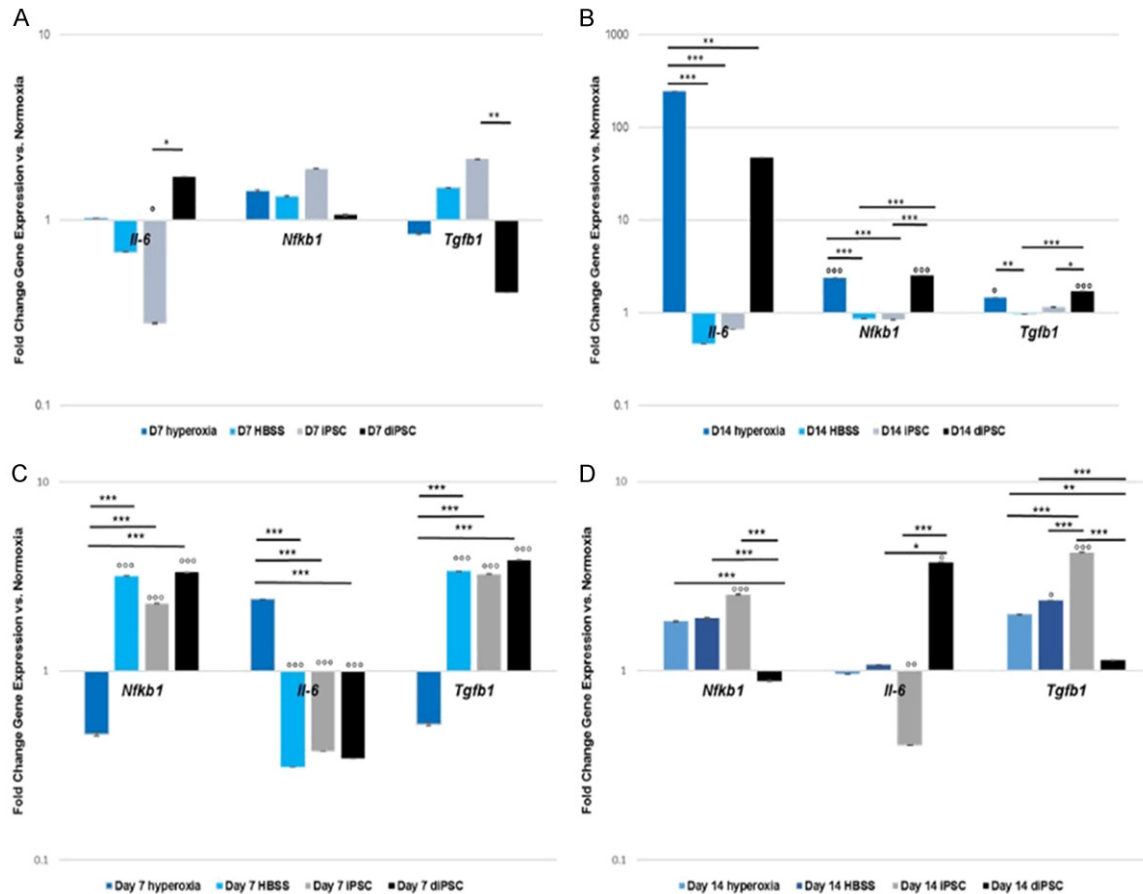 A
Fold Change Gene Expression vs. Normoxia
10
1
0.1
*
°
**
Il-6 Nfkb1 Tgfb1
D7 hyperoxia D7 HBSS D7 iPSC D7 diPSC
B
Fold Change Gene Expression vs. Normoxia
1000
100
10
1
0.1
**
***
***
***
***
***
***
°°° °°°
***
** *
° °°°
Il-6 Nfkb1 Tgfb1
D14 hyperoxia D14 HBSS D14 iPSC D14 diPSC
C
Fold Change Gene Expression vs. Normoxia
10
1
0.1
***
***
***
°°° °°° °°°
***
***
***
°°° °°° °°°
***
***
***
°°° °°° °°°
Nfkb1 Il-6 Tgfb1
Day 7 hyperoxia Day 7 HBSS Day 7 iPSC Day 7 diPSC
D
Fold Change Gene Expression vs. Normoxia
10
1
0.1
***
***
***
°°°
***
*
°
°°
***
**
***
*** ***
° °°°
Nfkb1 Il-6 Tgfb1
Day 14 hyperoxia Day 14 HBSS Day 14 iPSC Day 14 diPSC